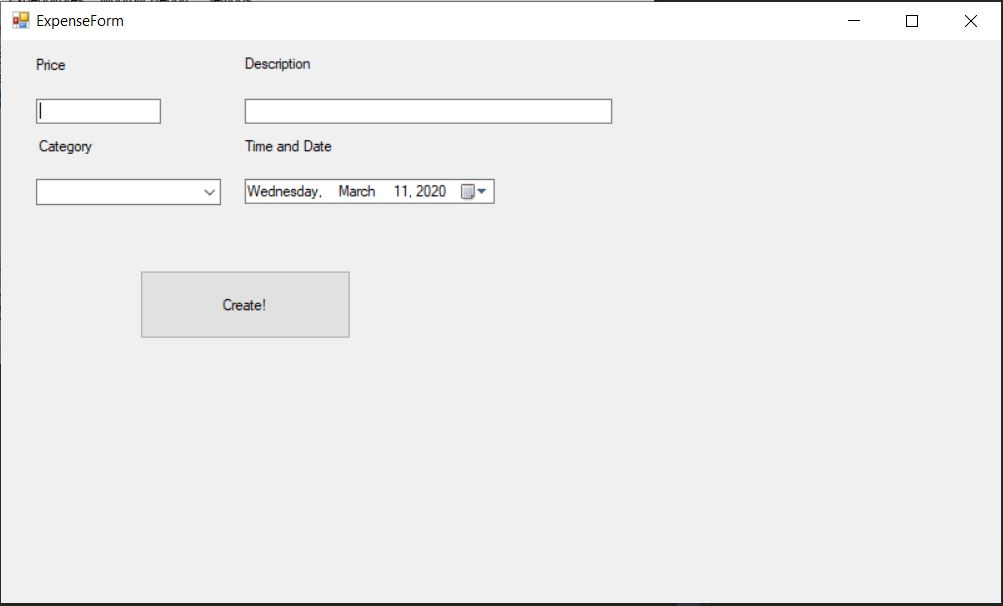 ExpenseForm
Price
Description
Category
Time and Date
Wednesday, March 11, 2020
Create!